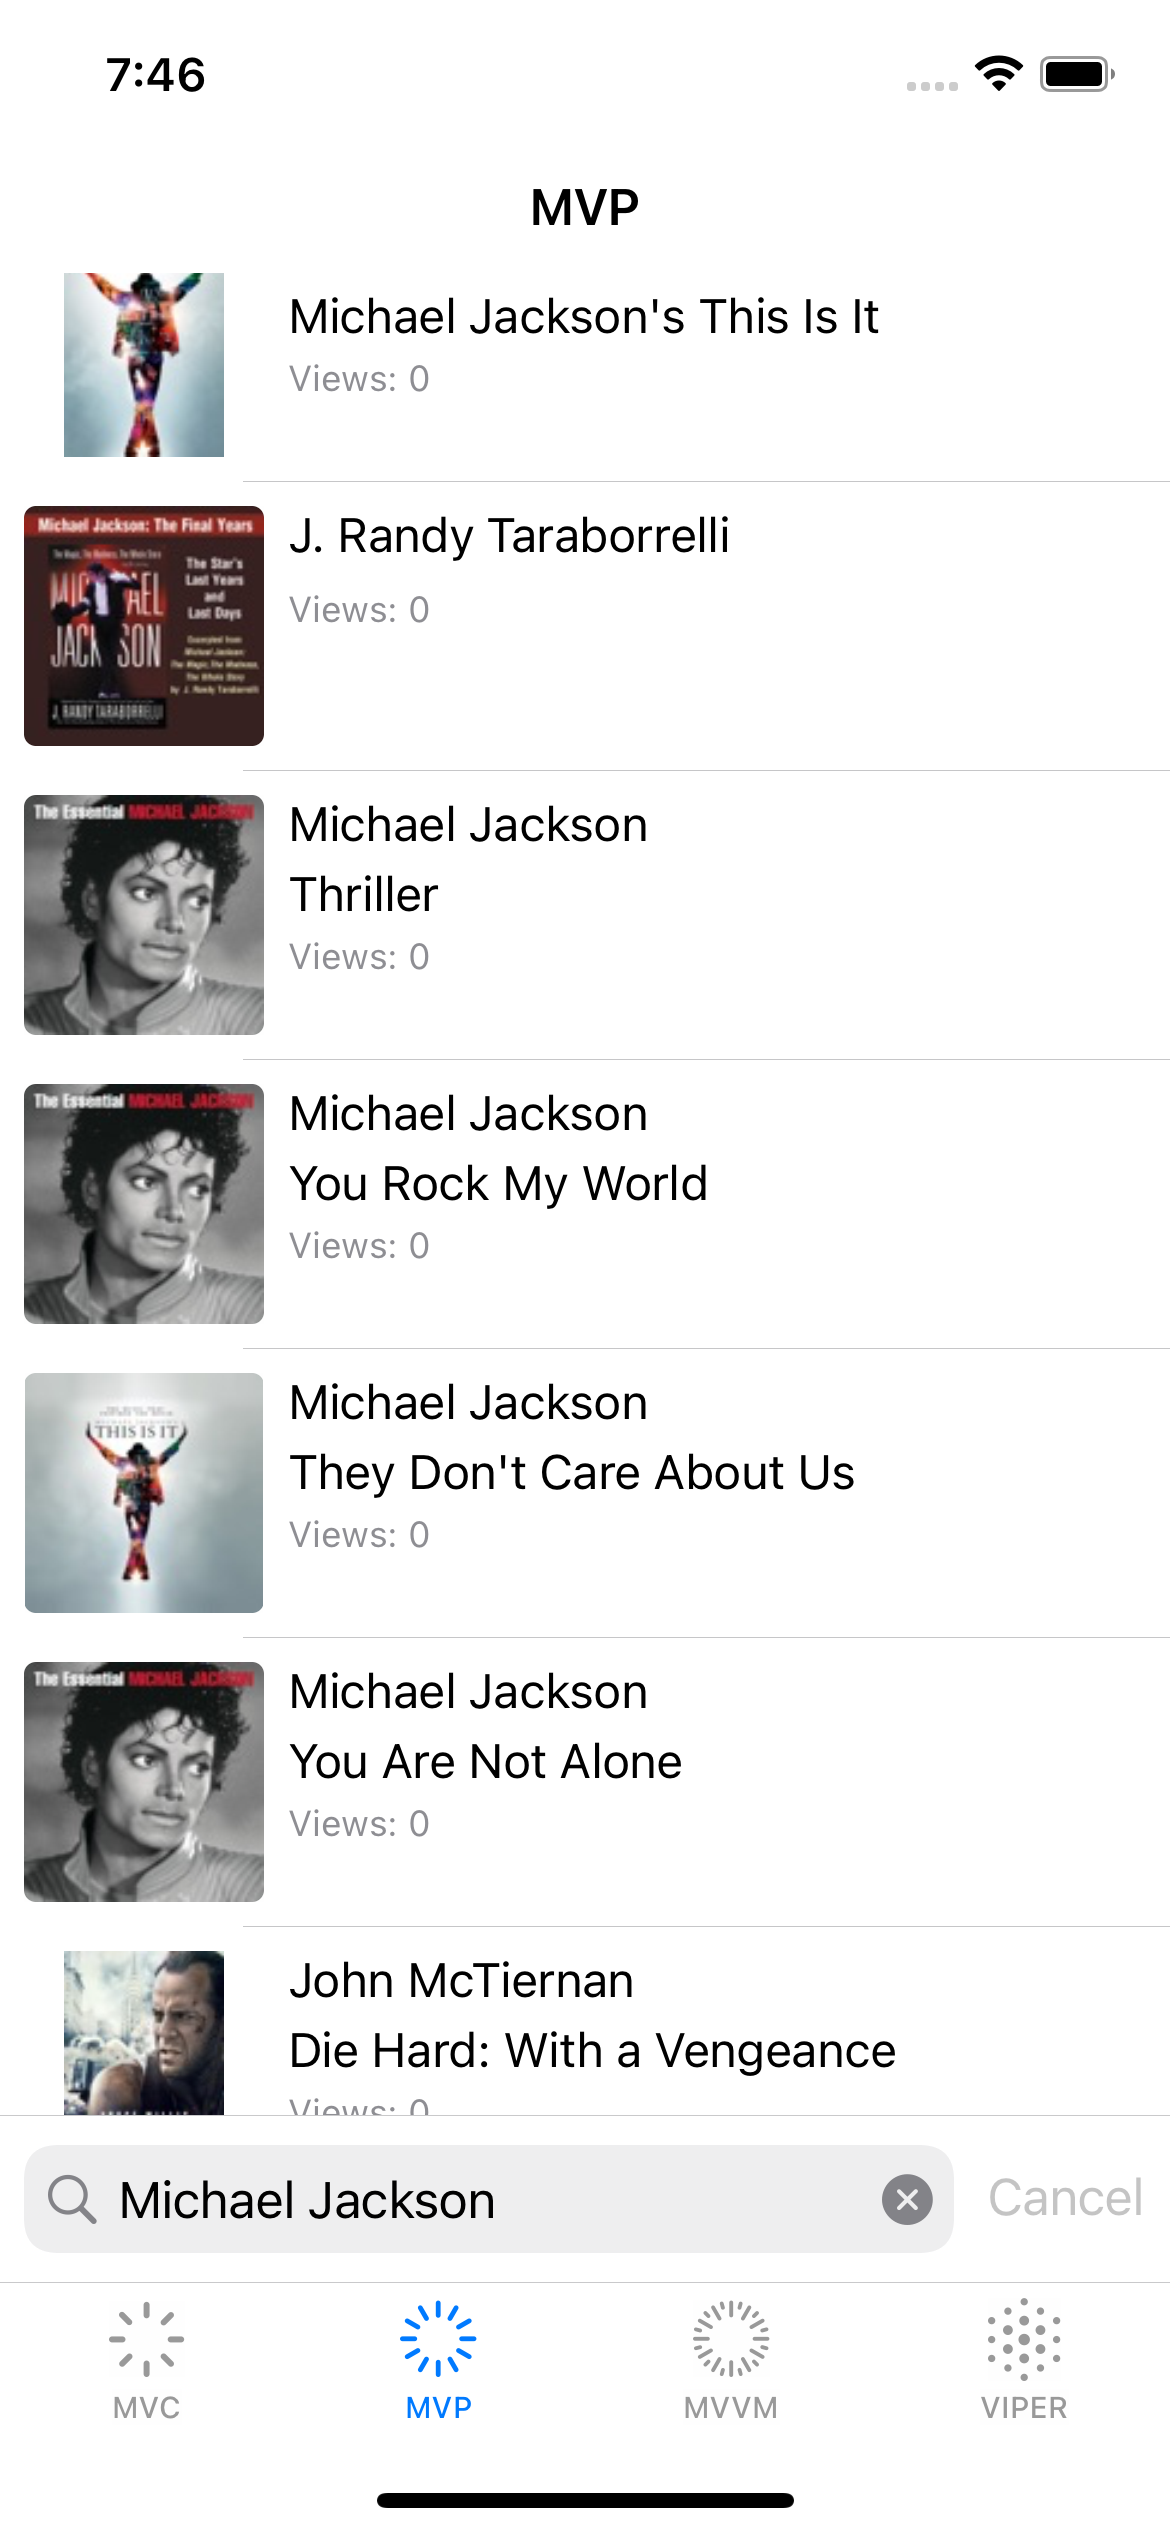 7:46
MVP
Michael Jackson's This Is It
Views: 0
Michael Jackson: The Final Years
The Star's
Last Years
and
Last Days
MICHAEL
JACKSON
J. RANDY TARABORRELLI
J. Randy Taraborrelli
Views: 0
The Essential MICHAEL JACKSON
Michael Jackson
Thriller
Views: 0
The Essential MICHAEL JACKSON
Michael Jackson
You Rock My World
Views: 0
THIS IS IT
Michael Jackson
They Don't Care About Us
Views: 0
The Essential MICHAEL JACKSON
Michael Jackson
You Are Not Alone
Views: 0
John McTiernan
Die Hard: With a Vengeance
Views: 0
Michael Jackson
Cancel
MVC
MVP
MVVM
VIPER